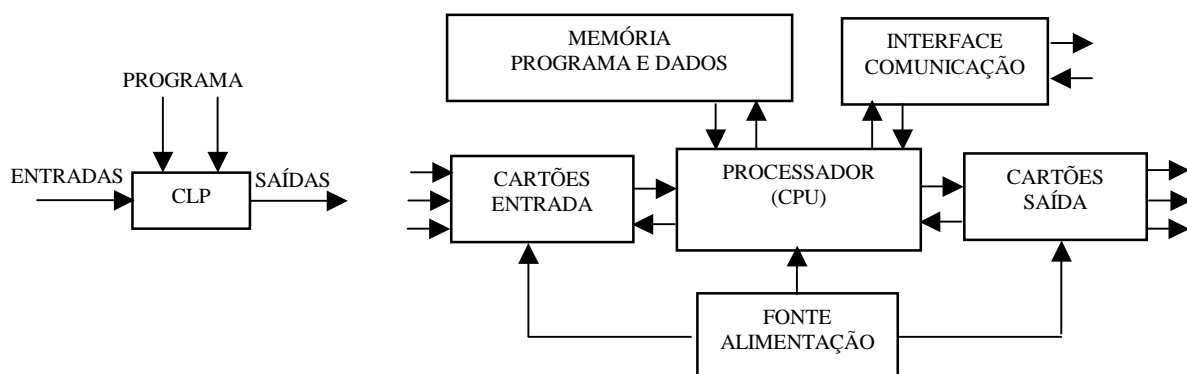 PROGRAMA
ENTRADAS
CLP
SAÍDAS
MEMÓRIA
PROGRAMA E DADOS
INTERFACE
COMUNICAÇÃO
CARTÕES
ENTRADA
PROCESSADOR
(CPU)
CARTÕES
SAÍDA
FONTE
ALIMENTAÇÃO